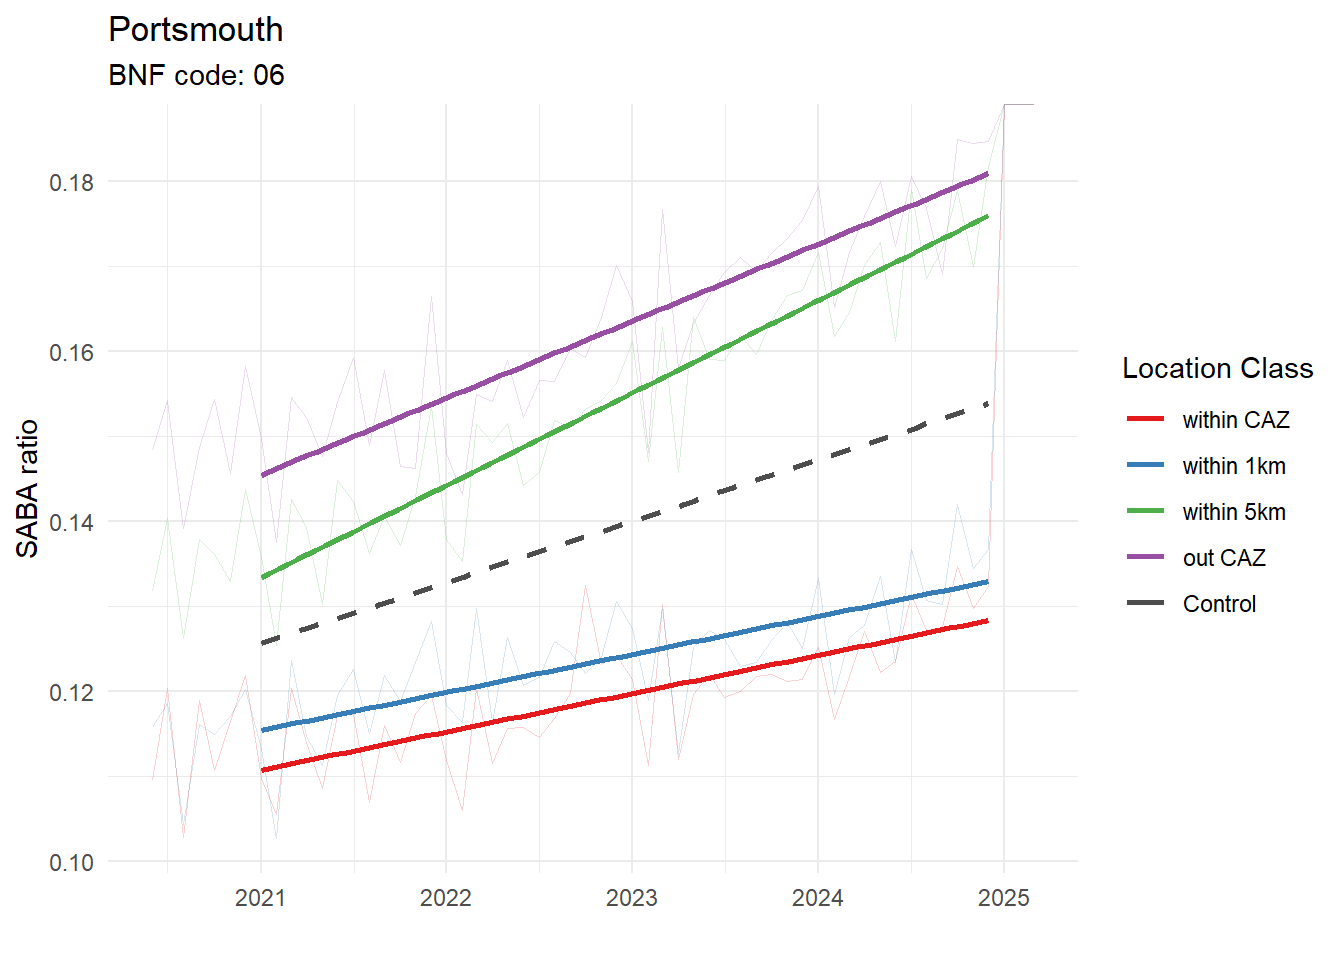 Portsmouth
BNF code: 06
0.18
0.16
0.14
0.12
0.10
SABA ratio
2021
2022
2023
2024
2025
Location Class
within CAZ
within 1km
within 5km
out CAZ
Control